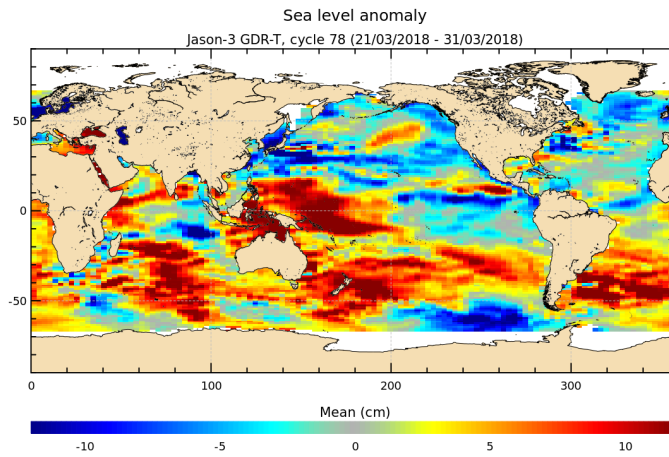 Sea level anomaly
Jason-3 GDR-T, cycle 78 (21/03/2018 - 31/03/2018)
50
0
-50
0 100 200 300
Mean (cm)
-10 -5 0 5 10